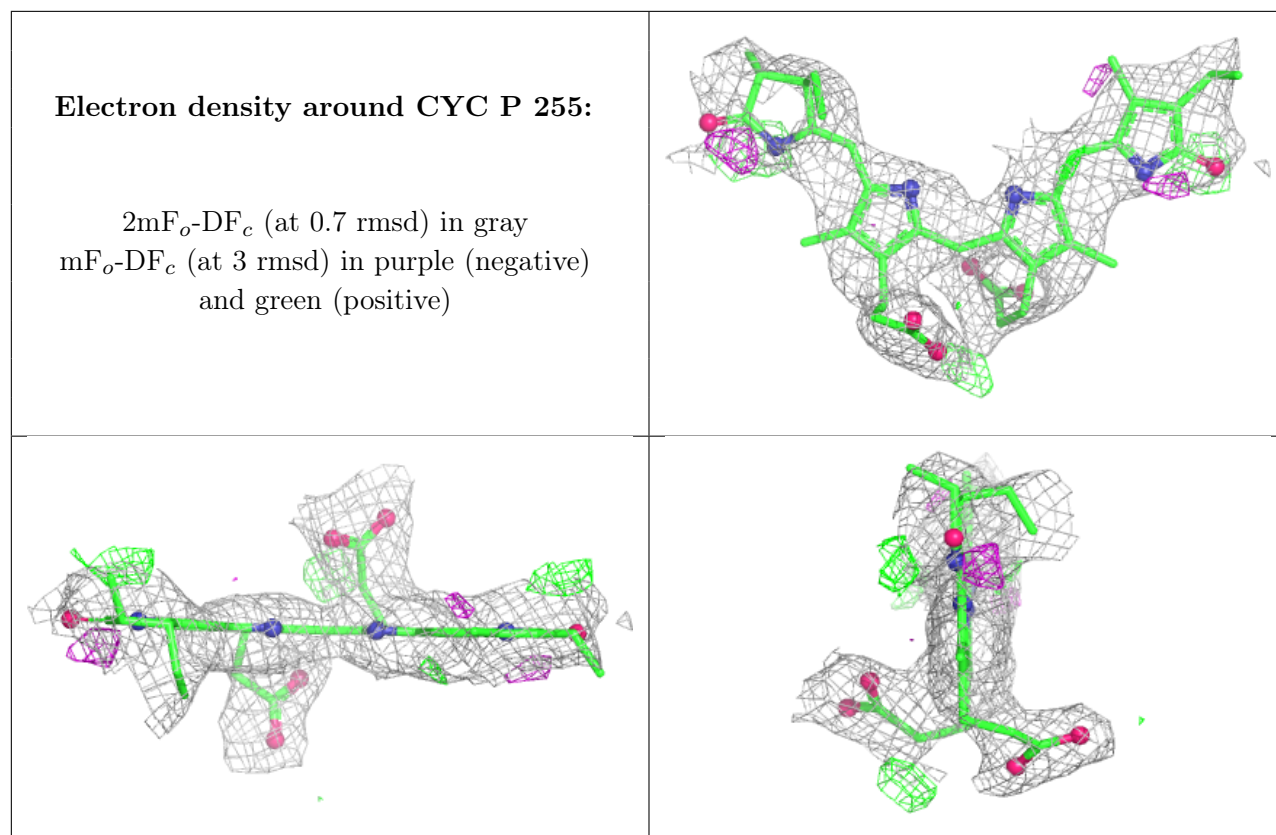 Electron density around CYC P 255:
2mFo-DFc (at 0.7 rmsd) in gray
mFo-DFc (at 3 rmsd) in purple (negative)
and green (positive)